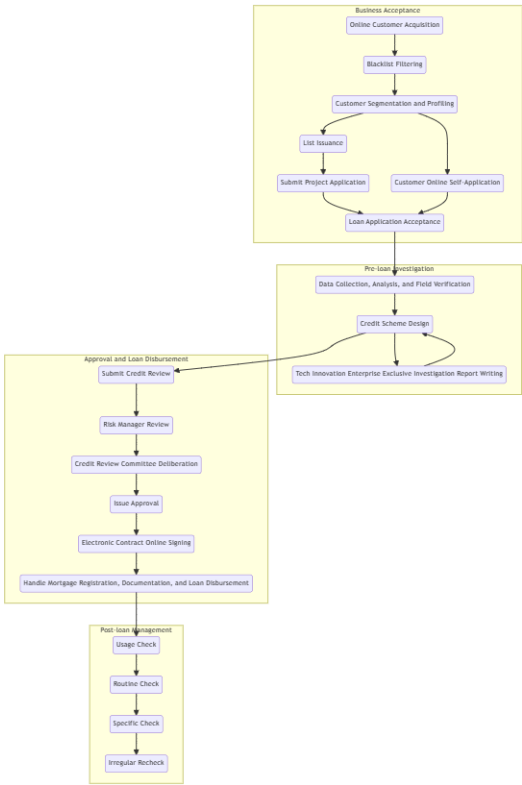 Business Acceptance
Online Customer Acquisition
Blacklist Filtering
Customer Segmentation and Profiling
List Issuance
Submit Project Application
Customer Online Self-Application
Loan Application Acceptance
Pre-loan Investigation
Data Collection, Analysis, and Field Verification
Credit Scheme Design
Tech Innovation Enterprise Exclusive Investigation Report Writing
Approval and Loan Disbursement
Submit Credit Review
Risk Manager Review
Credit Review Committee Deliberation
Issue Approval
Electronic Contract Online Signing
Handle Mortgage Registration, Documentation, and Loan Disbursement
Post-loan Management
Usage Check
Routine Check
Specific Check
Irregular Recheck